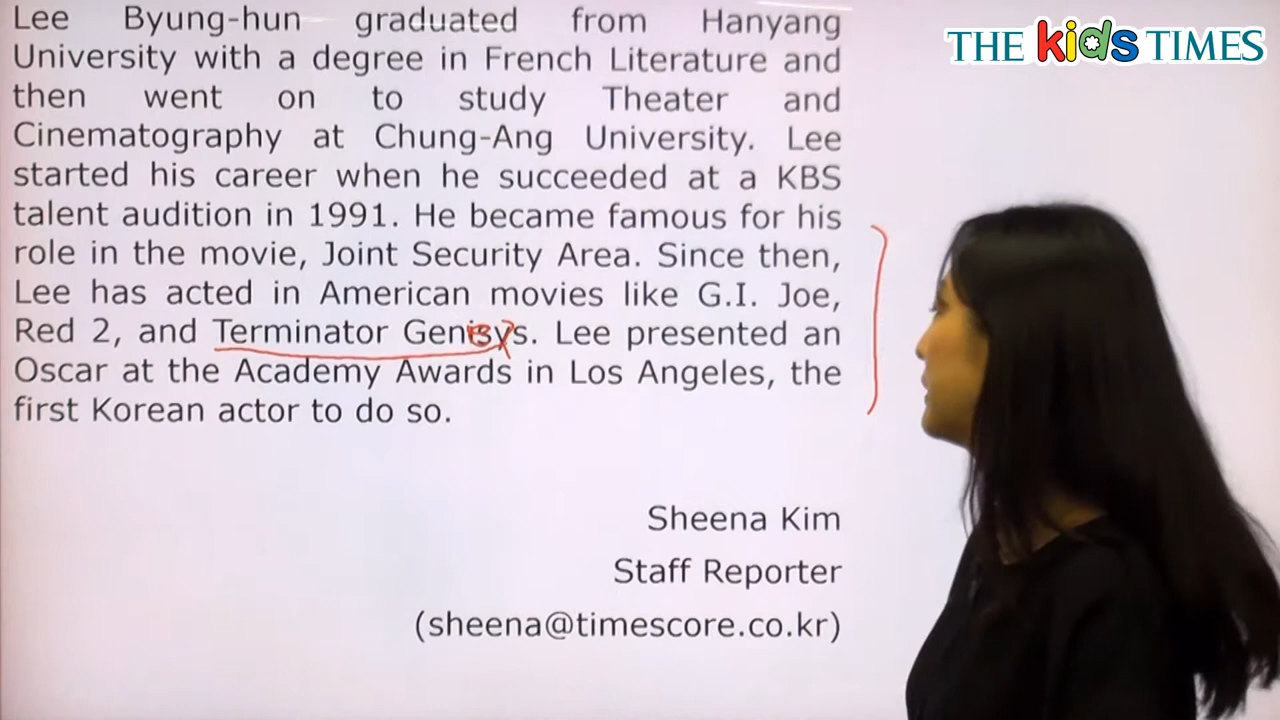 THE kids TIMES
Lee Byung-hun graduated from Hanyang
University with a degree in French Literature and
then went on to study Theater and
Cinematography at Chung-Ang University. Lee
started his career when he succeeded at a KBS
talent audition in 1991. He became famous for his
role in the movie, Joint Security Area. Since then,
Lee has acted in American movies like G.I. Joe,
Red 2, and Terminator Genisys. Lee presented an
Oscar at the Academy Awards in Los Angeles, the
first Korean actor to do so.
Sheena Kim
Staff Reporter
(sheena@timescore.co.kr)